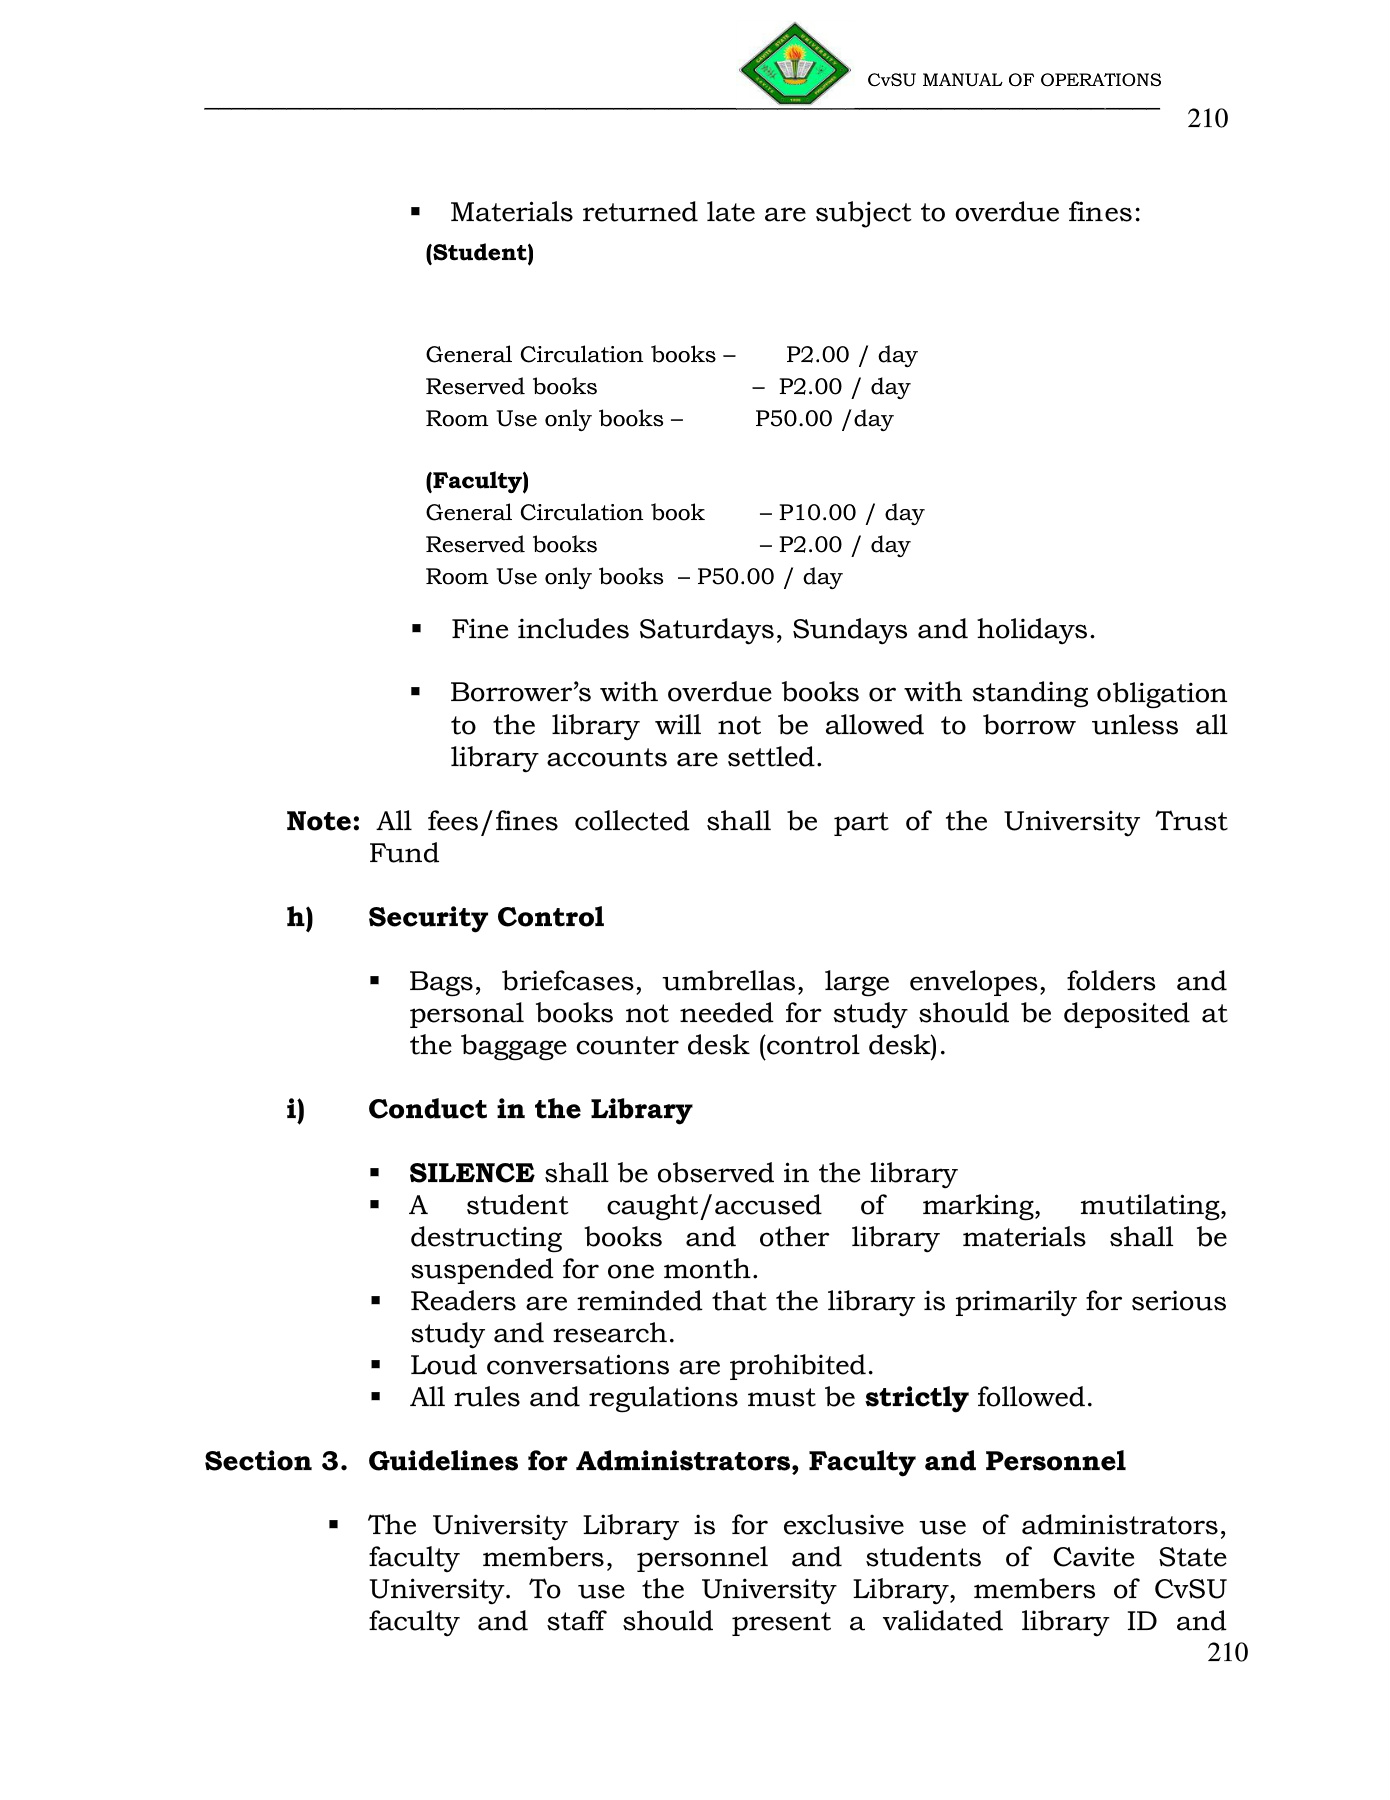 CvSU MANUAL OF OPERATIONS
210
▪ Materials returned late are subject to overdue fines:
(Student)
General Circulation books – P2.00 / day
Reserved books – P2.00 / day
Room Use only books – P50.00 /day
(Faculty)
General Circulation book – P10.00 / day
Reserved books – P2.00 / day
Room Use only books – P50.00 / day
▪ Fine includes Saturdays, Sundays and holidays.
▪ Borrower’s with overdue books or with standing obligation
to the library will not be allowed to borrow unless all
library accounts are settled.
Note: All fees/fines collected shall be part of the University Trust
Fund
h) Security Control
▪ Bags, briefcases, umbrellas, large envelopes, folders and
personal books not needed for study should be deposited at
the baggage counter desk (control desk).
i) Conduct in the Library
▪ SILENCE shall be observed in the library
▪ A student caught/accused of marking, mutilating,
destructing books and other library materials shall be
suspended for one month.
▪ Readers are reminded that the library is primarily for serious
study and research.
▪ Loud conversations are prohibited.
▪ All rules and regulations must be strictly followed.
Section 3. Guidelines for Administrators, Faculty and Personnel
▪ The University Library is for exclusive use of administrators,
faculty members, personnel and students of Cavite State
University. To use the University Library, members of CvSU
faculty and staff should present a validated library ID and
210